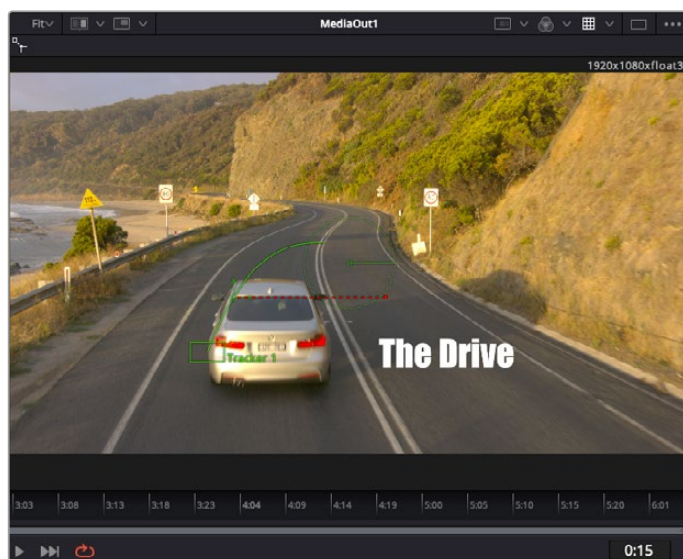 Fit
MediaOut1
1920x1080xfloat3
60
Tracker 1
The Drive
3:03 3:08 3:13 3:18 3:23 4:04 4:09 4:14 4:19 5:00 5:05 5:10 5:15 5:20 6:01
0:15